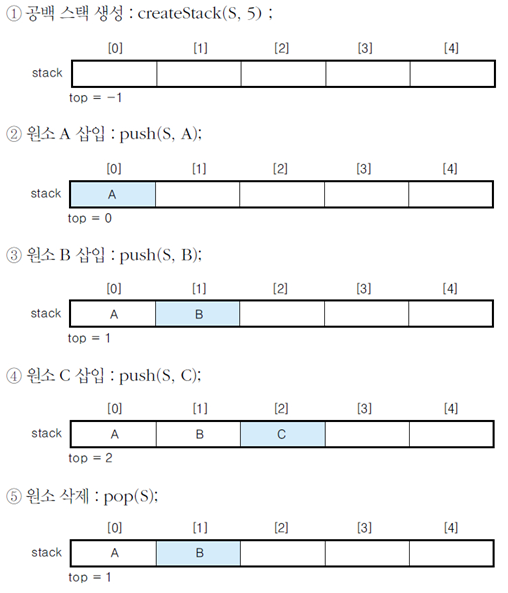 ① 공백 스택 생성 : createStack(S, 5) ;
[0] [1] [2] [3] [4]
stack
top = −1
② 원소 A 삽입 : push(S, A);
[0] [1] [2] [3] [4]
stack A
top = 0
③ 원소 B 삽입 : push(S, B);
[0] [1] [2] [3] [4]
stack A B
top = 1
④ 원소 C 삽입 : push(S, C);
[0] [1] [2] [3] [4]
stack A B C
top = 2
⑤ 원소 삭제 : pop(S);
[0] [1] [2] [3] [4]
stack A B
top = 1